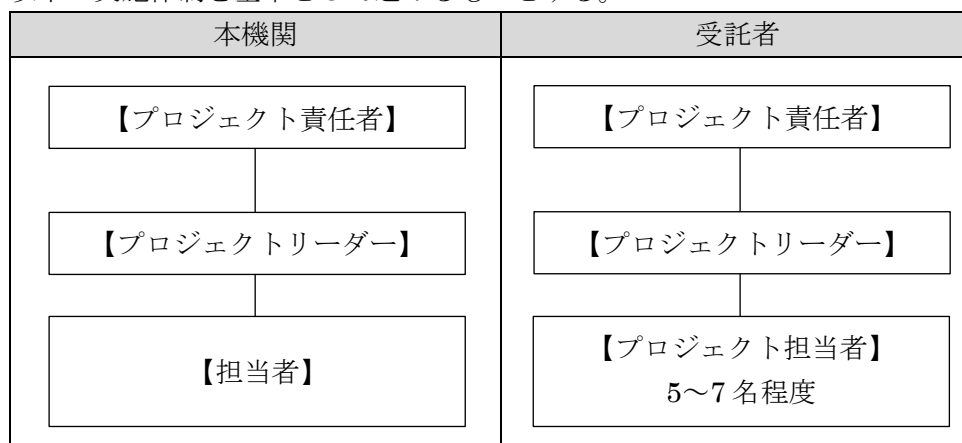 本機関
受託者
【プロジェクト責任者】
【プロジェクト責任者】
【プロジェクトリーダー】
【プロジェクトリーダー】
【担当者】
【プロジェクト担当者】
5～7 名程度